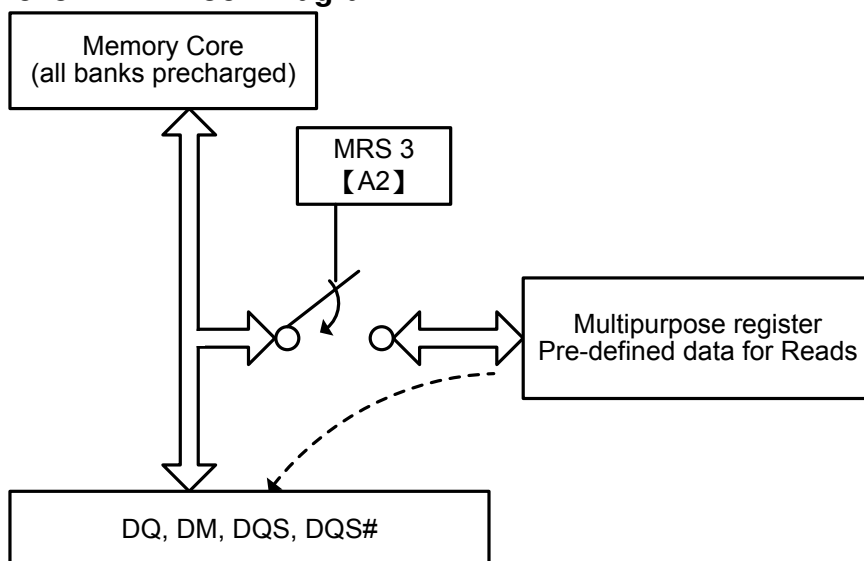 Memory Core
(all banks precharged)
MRS 3
【A2】
Multipurpose register
Pre-defined data for Reads
DQ, DM, DQS, DQS#